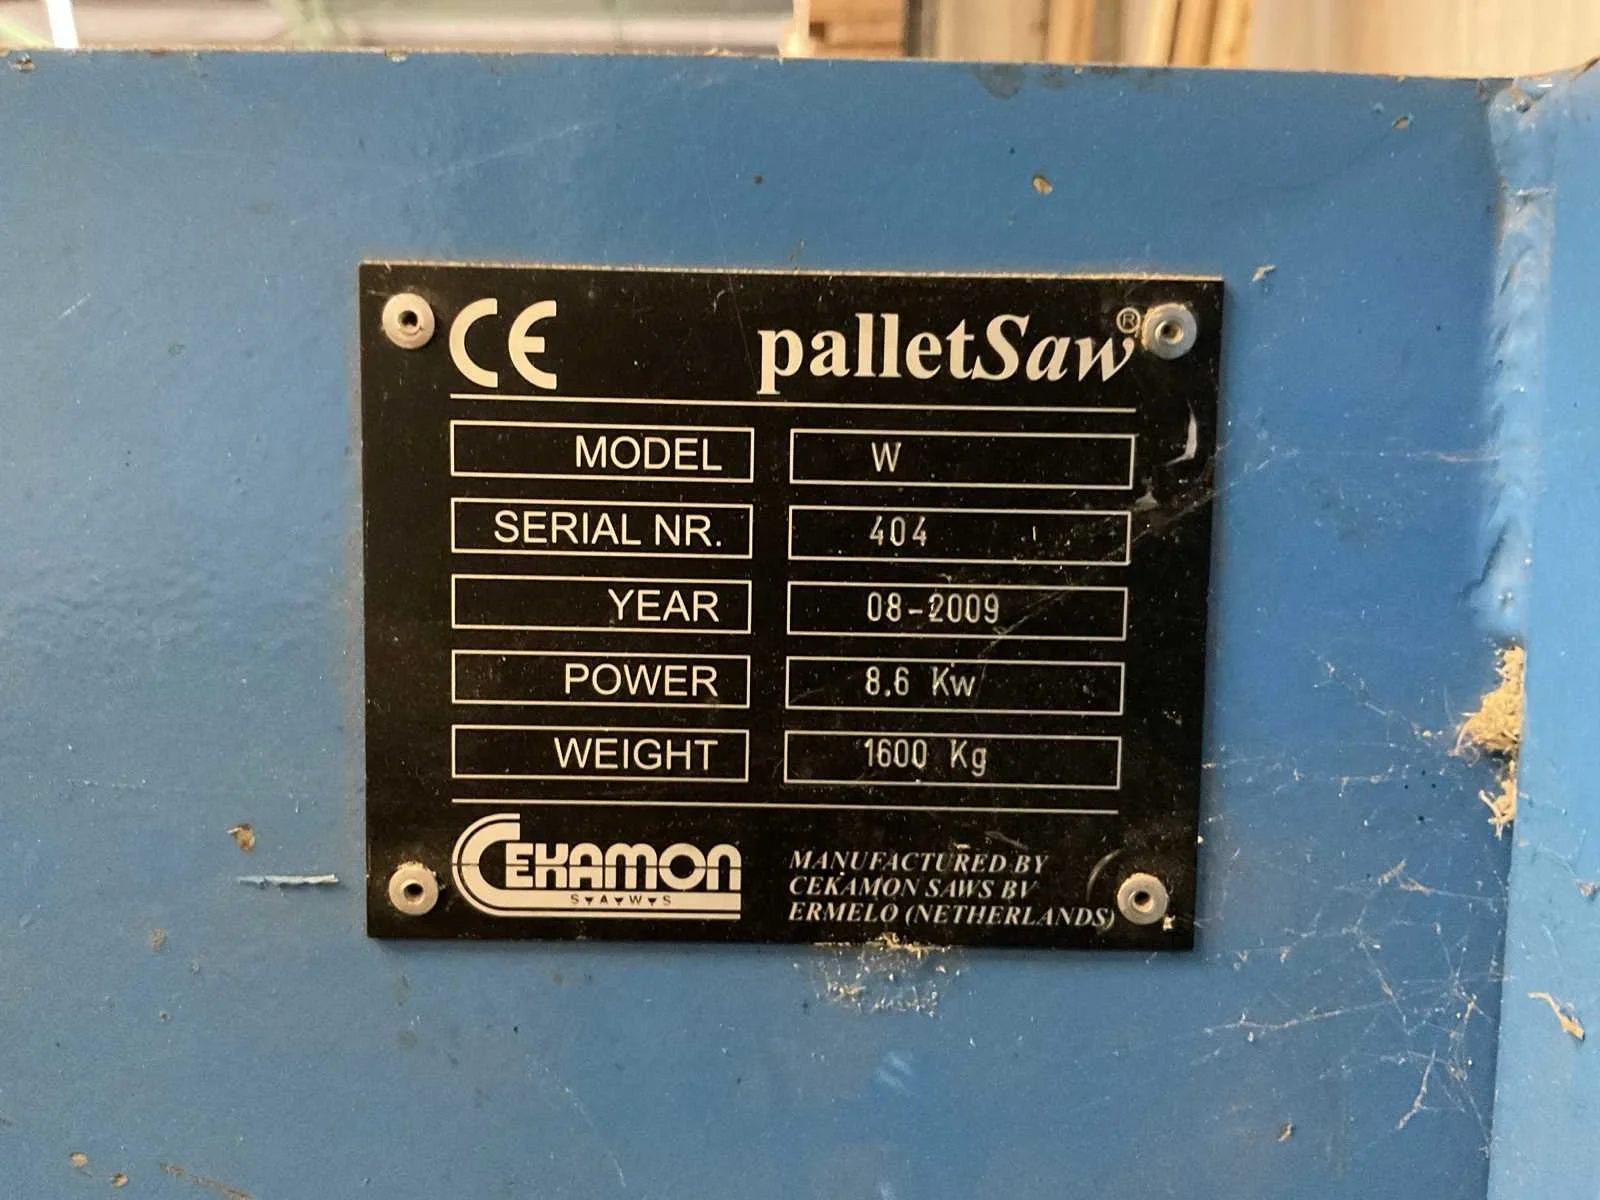 CE palletSaw®
MODEL W
SERIAL NR. 404
YEAR 08-2009
POWER 8.6 Kw
WEIGHT 1600 Kg
CEKAMON
SAWS
MANUFACTURED BY
CEKAMON SAWS BV
ERMELO (NETHERLANDS)